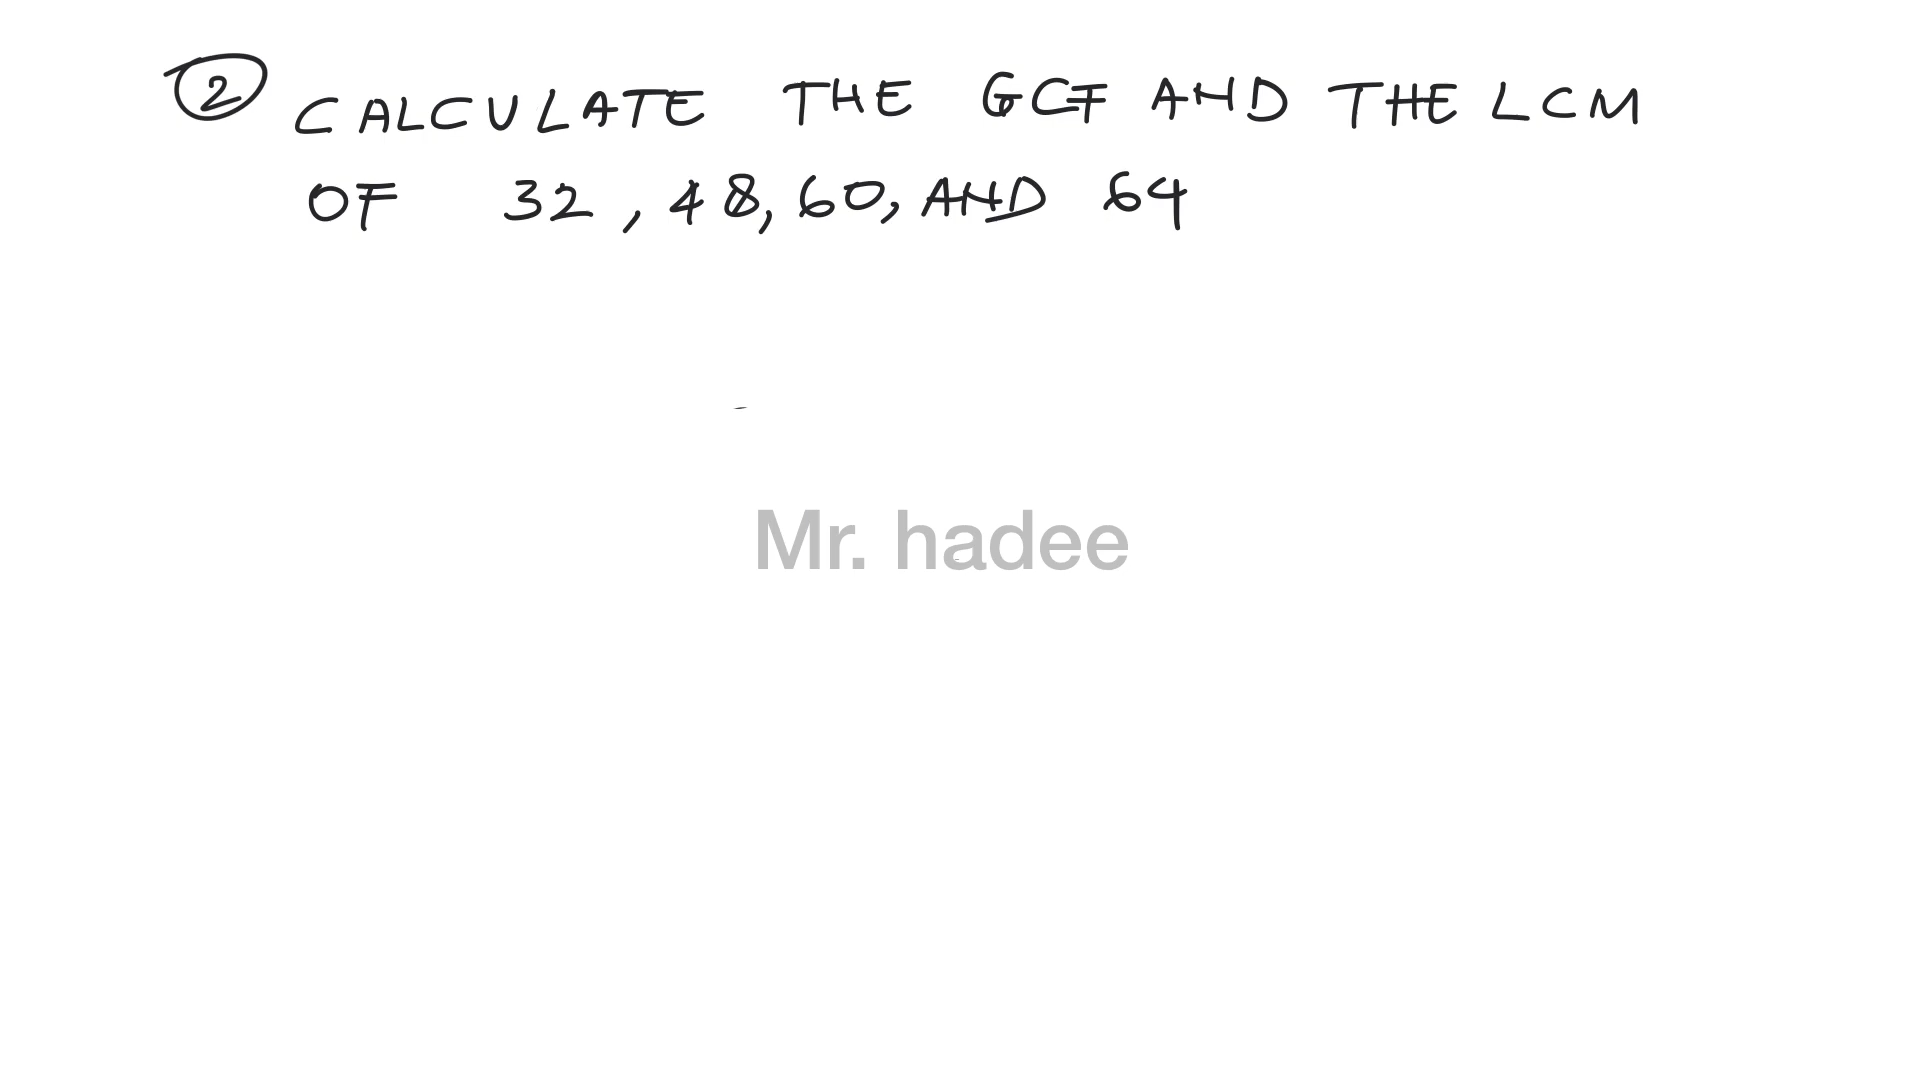 ② CALCULATE THE GCF AND THE LCM
OF 32, 48, 60, AND 64
Mr. hadee